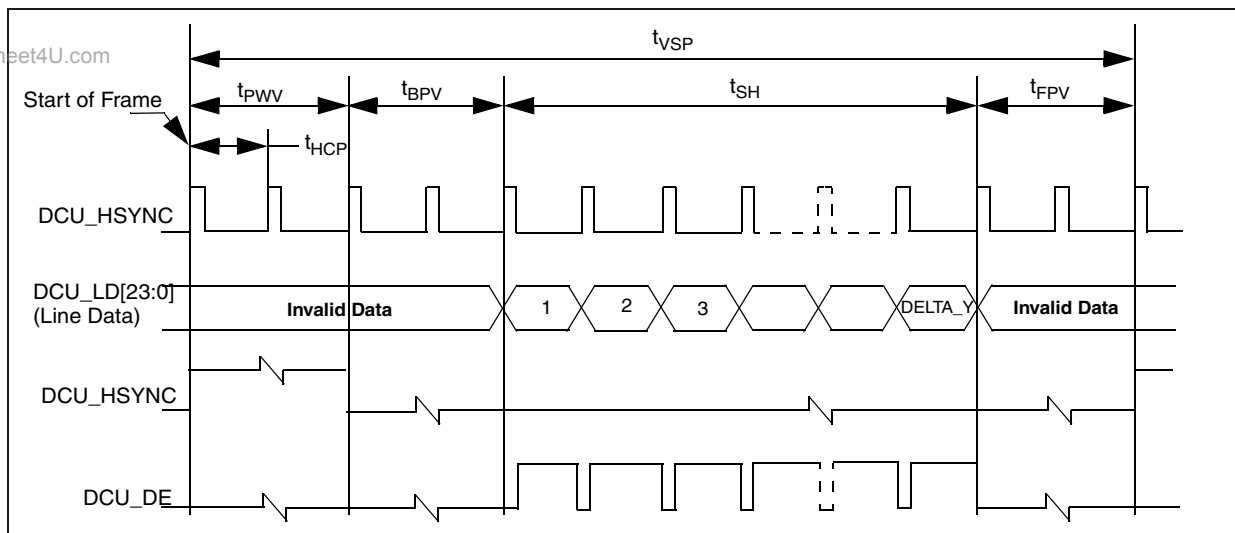 neet4U.com
tVSP
tPWV tBPV tSH tFPV
Start of Frame
tHCP
DCU_HSYNC
DCU_LD[23:0]
(Line Data)
Invalid Data 1 2 3 DELTA_Y Invalid Data
DCU_HSYNC
DCU_DE